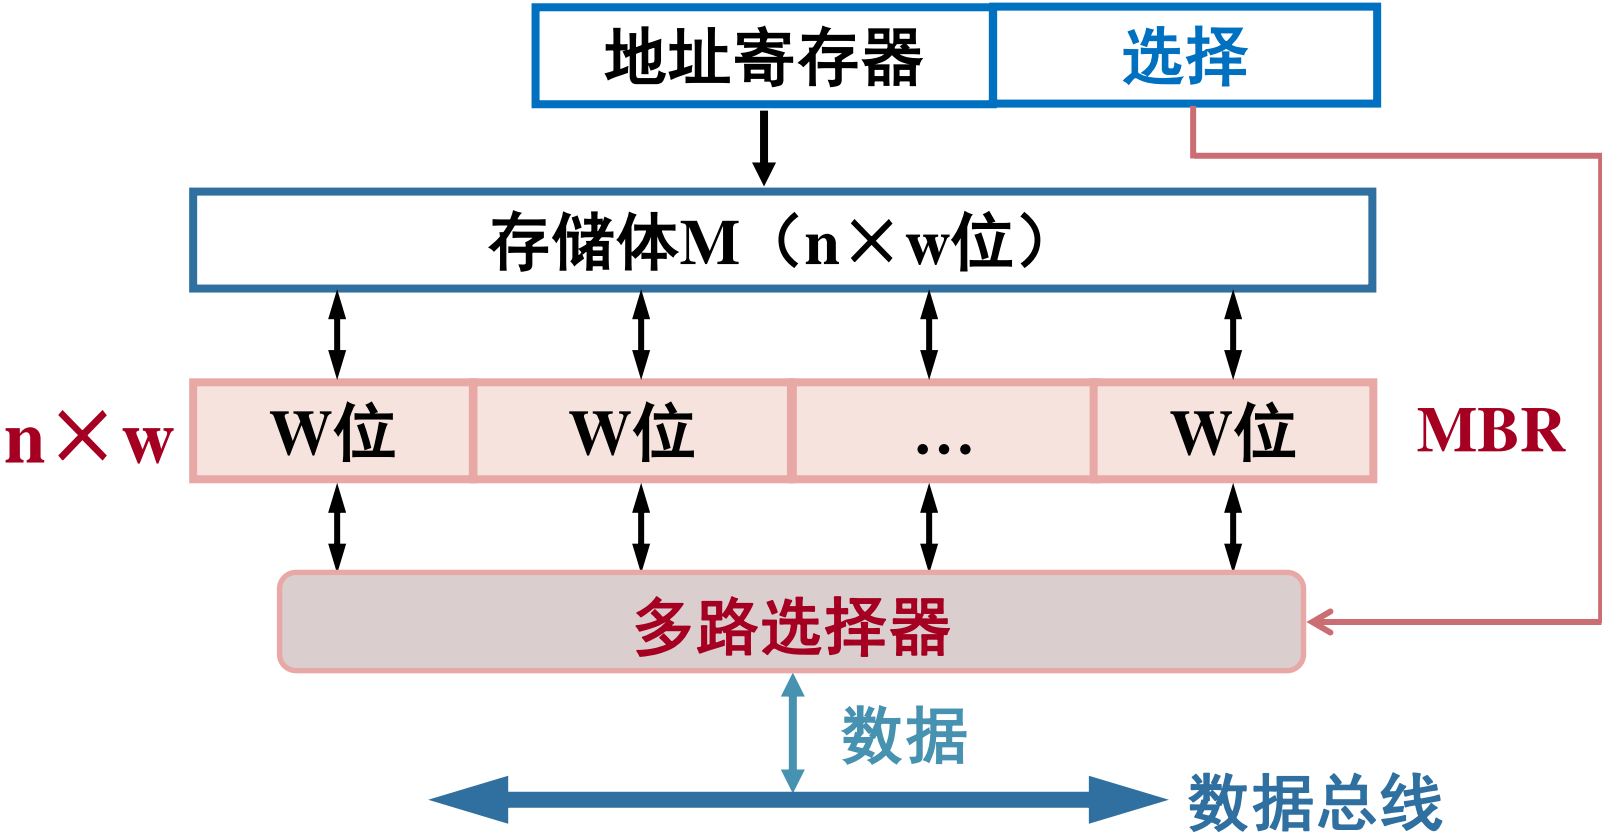 地址寄存器 选择
存储体M（n×w位）
n×w W位 W位 … W位 MBR
多路选择器
数据
数据总线